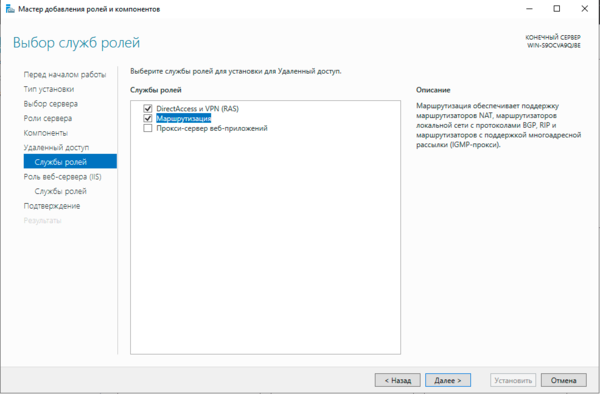 Мастер добавления ролей и компонентов
Выбор служб ролей
КОНЕЧНЫЙ СЕРВЕР
Перед началом работы
Тип установки
Выбор сервера
Роли сервера
Компоненты
Удаленный доступ
Службы ролей
Роль веб-сервера (IIS)
Службы ролей
Подтверждение
Результаты
Выберите службы ролей для установки для Удаленный доступ.
Службы ролей
DirectAccess и VPN (RAS)
Маршрутизация
Прокси-сервер веб-приложений
Описание
Маршрутизация обеспечивает поддержку
маршрутизаторов NAT, маршрутизаторов
локальной сети с протоколами BGP, RIP и
маршрутизаторов с поддержкой многоадресной
рассылки (IGMP-прокси).
< Назад
Далее >
Установить
Отмена